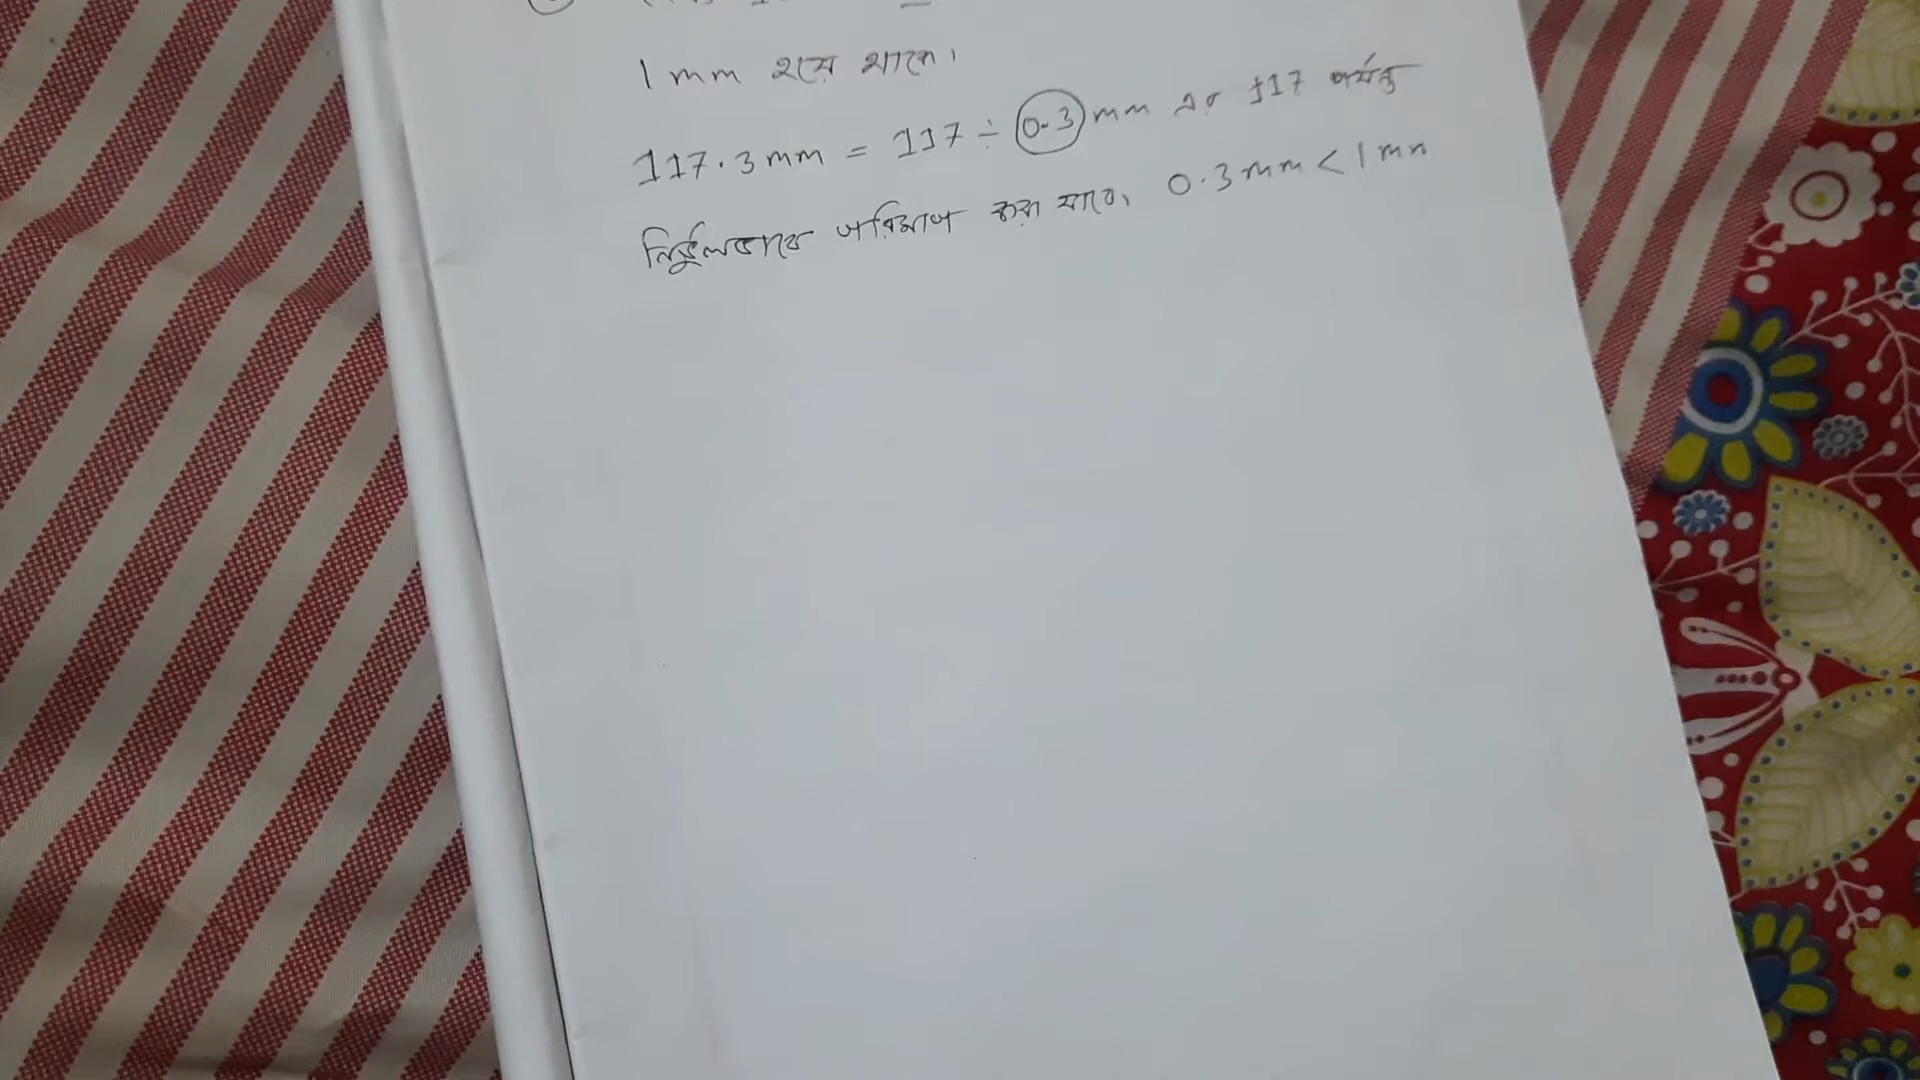 1 mm হয়ে থাকে।
117.3 mm = 117 ÷ 0.3 mm এর 117 পর্যন্ত
নির্ভুলভাবে পরিমাপ করা যাবে, 0.3 mm < 1 mm